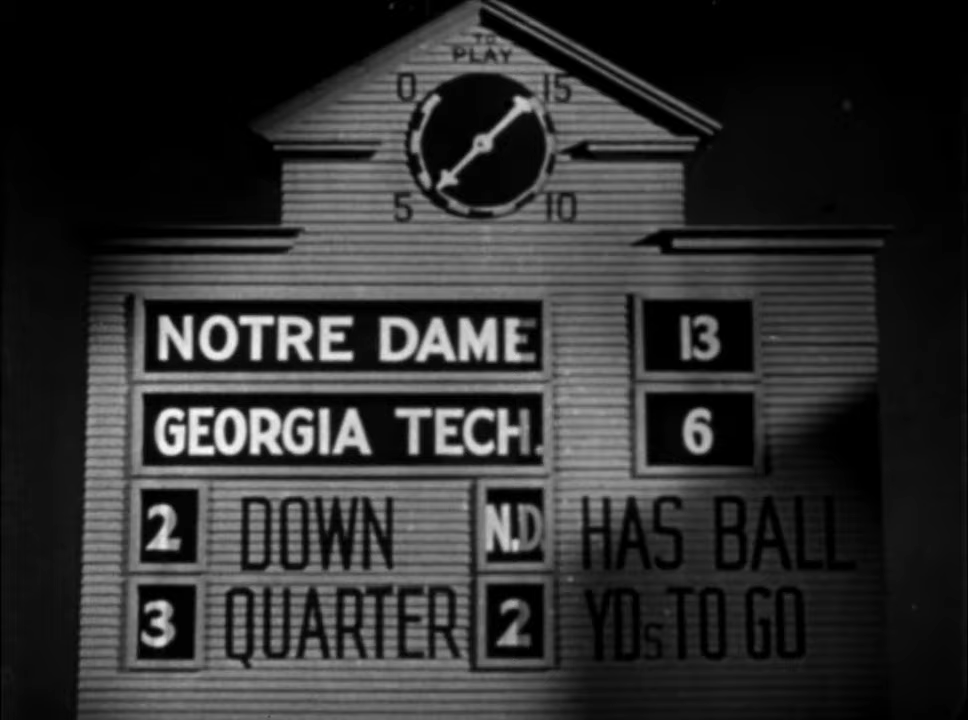 TO
PLAY
0 15
5 10
NOTRE DAME 13
GEORGIA TECH. 6
2 DOWN N.D HAS BALL
3 QUARTER 2 YDS TO GO